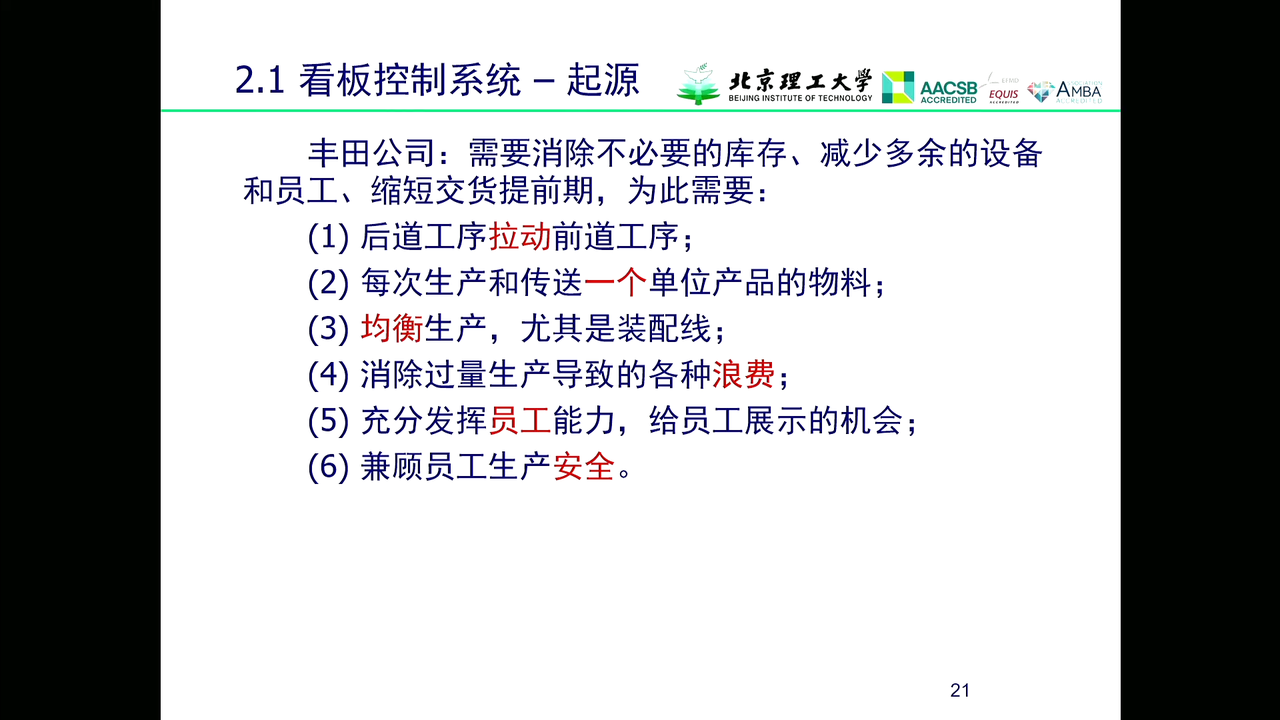 2.1 看板控制系统 – 起源
北京理工大学
BEIJING INSTITUTE OF TECHNOLOGY
AACSB
ACCREDITED
EFMD
EQUIS
ACCREDITED
ASSOCIATION
AMBA
ACCREDITED
丰田公司：需要消除不必要的库存、减少多余的设备
和员工、缩短交货提前期，为此需要：
(1) 后道工序拉动前道工序；
(2) 每次生产和传送一个单位产品的物料；
(3) 均衡生产，尤其是装配线；
(4) 消除过量生产导致的各种浪费；
(5) 充分发挥员工能力，给员工展示的机会；
(6) 兼顾员工生产安全。
21